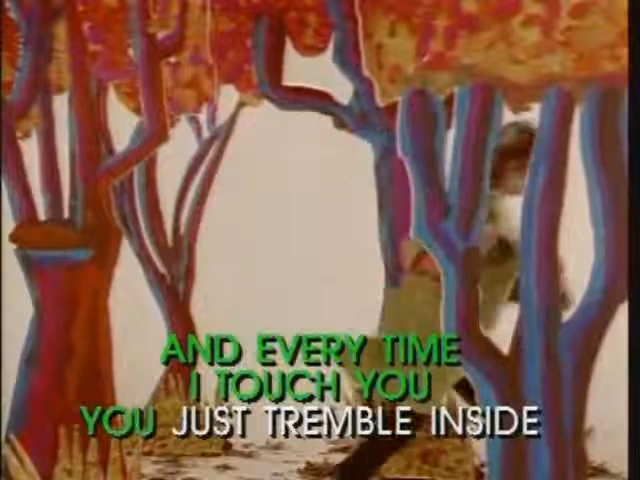 AND EVERY TIME
I TOUCH YOU
YOU JUST TREMBLE INSIDE